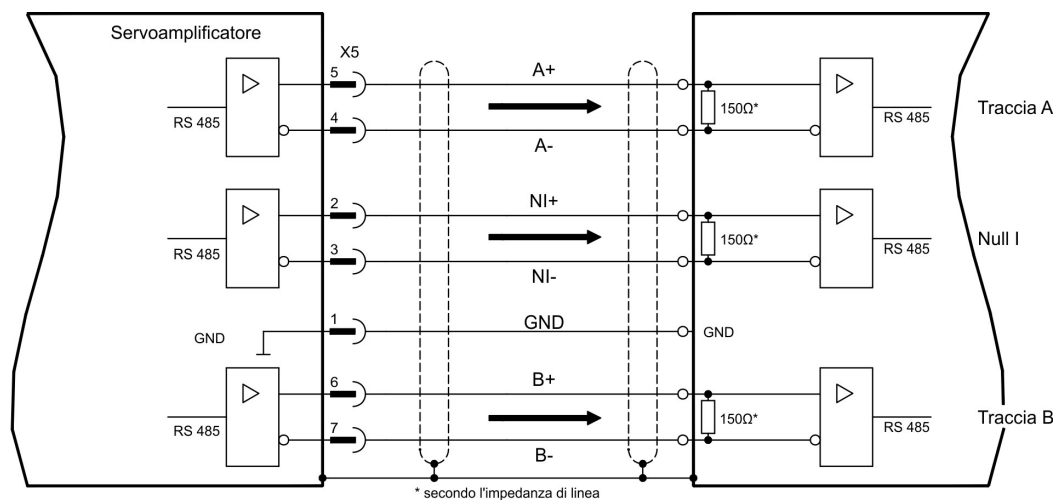 Servoamplificatore
X5
5
A+
RS 485
150Ω*
RS 485
Traccia A
4
A-
2
NI+
RS 485
150Ω*
RS 485
Null I
3
NI-
1
GND
GND
GND
6
B+
RS 485
150Ω*
RS 485
Traccia B
7
B-
* secondo l'impedanza di linea